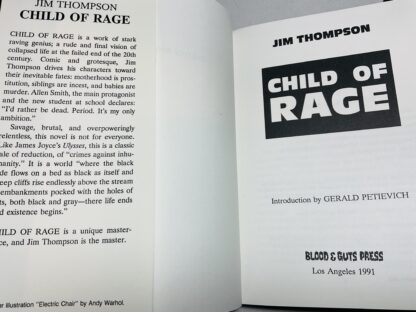 JIM THOMPSON
CHILD OF RAGE
CHILD OF RAGE is a work of stark
raving genius; a rude and final vision of
collapsed life at the failed end of the 20th
century. Comic and grotesque, Jim
Thompson drives his characters toward
their inevitable fates: motherhood is pros-
titution, siblings are incest, and babies are
murder. Allen Smith, the main protagonist
and the new student at school declares:
"I'd rather be dead. Period. It's my only
ambition."
Savage, brutal, and overpoweringly
relentless, this novel is not for everyone.
Like James Joyce's Ulysses, this is a classic
ale of reduction, of "crimes against inhu-
manity." It is a world "where the black
de flows on a bed as black as itself and
eep cliffs rise endlessly above the stream
embankments pocked with the holes of
ts, both black and gray—there life ends
d existence begins."
HILD OF RAGE is a unique master-
ce, and Jim Thompson is the master.
er illustration "Electric Chair" by Andy Warhol.
JIM THOMPSON
CHILD OF
RAGE
Introduction by GERALD PETIEVICH
BLOOD & GUTS PRESS
Los Angeles 1991